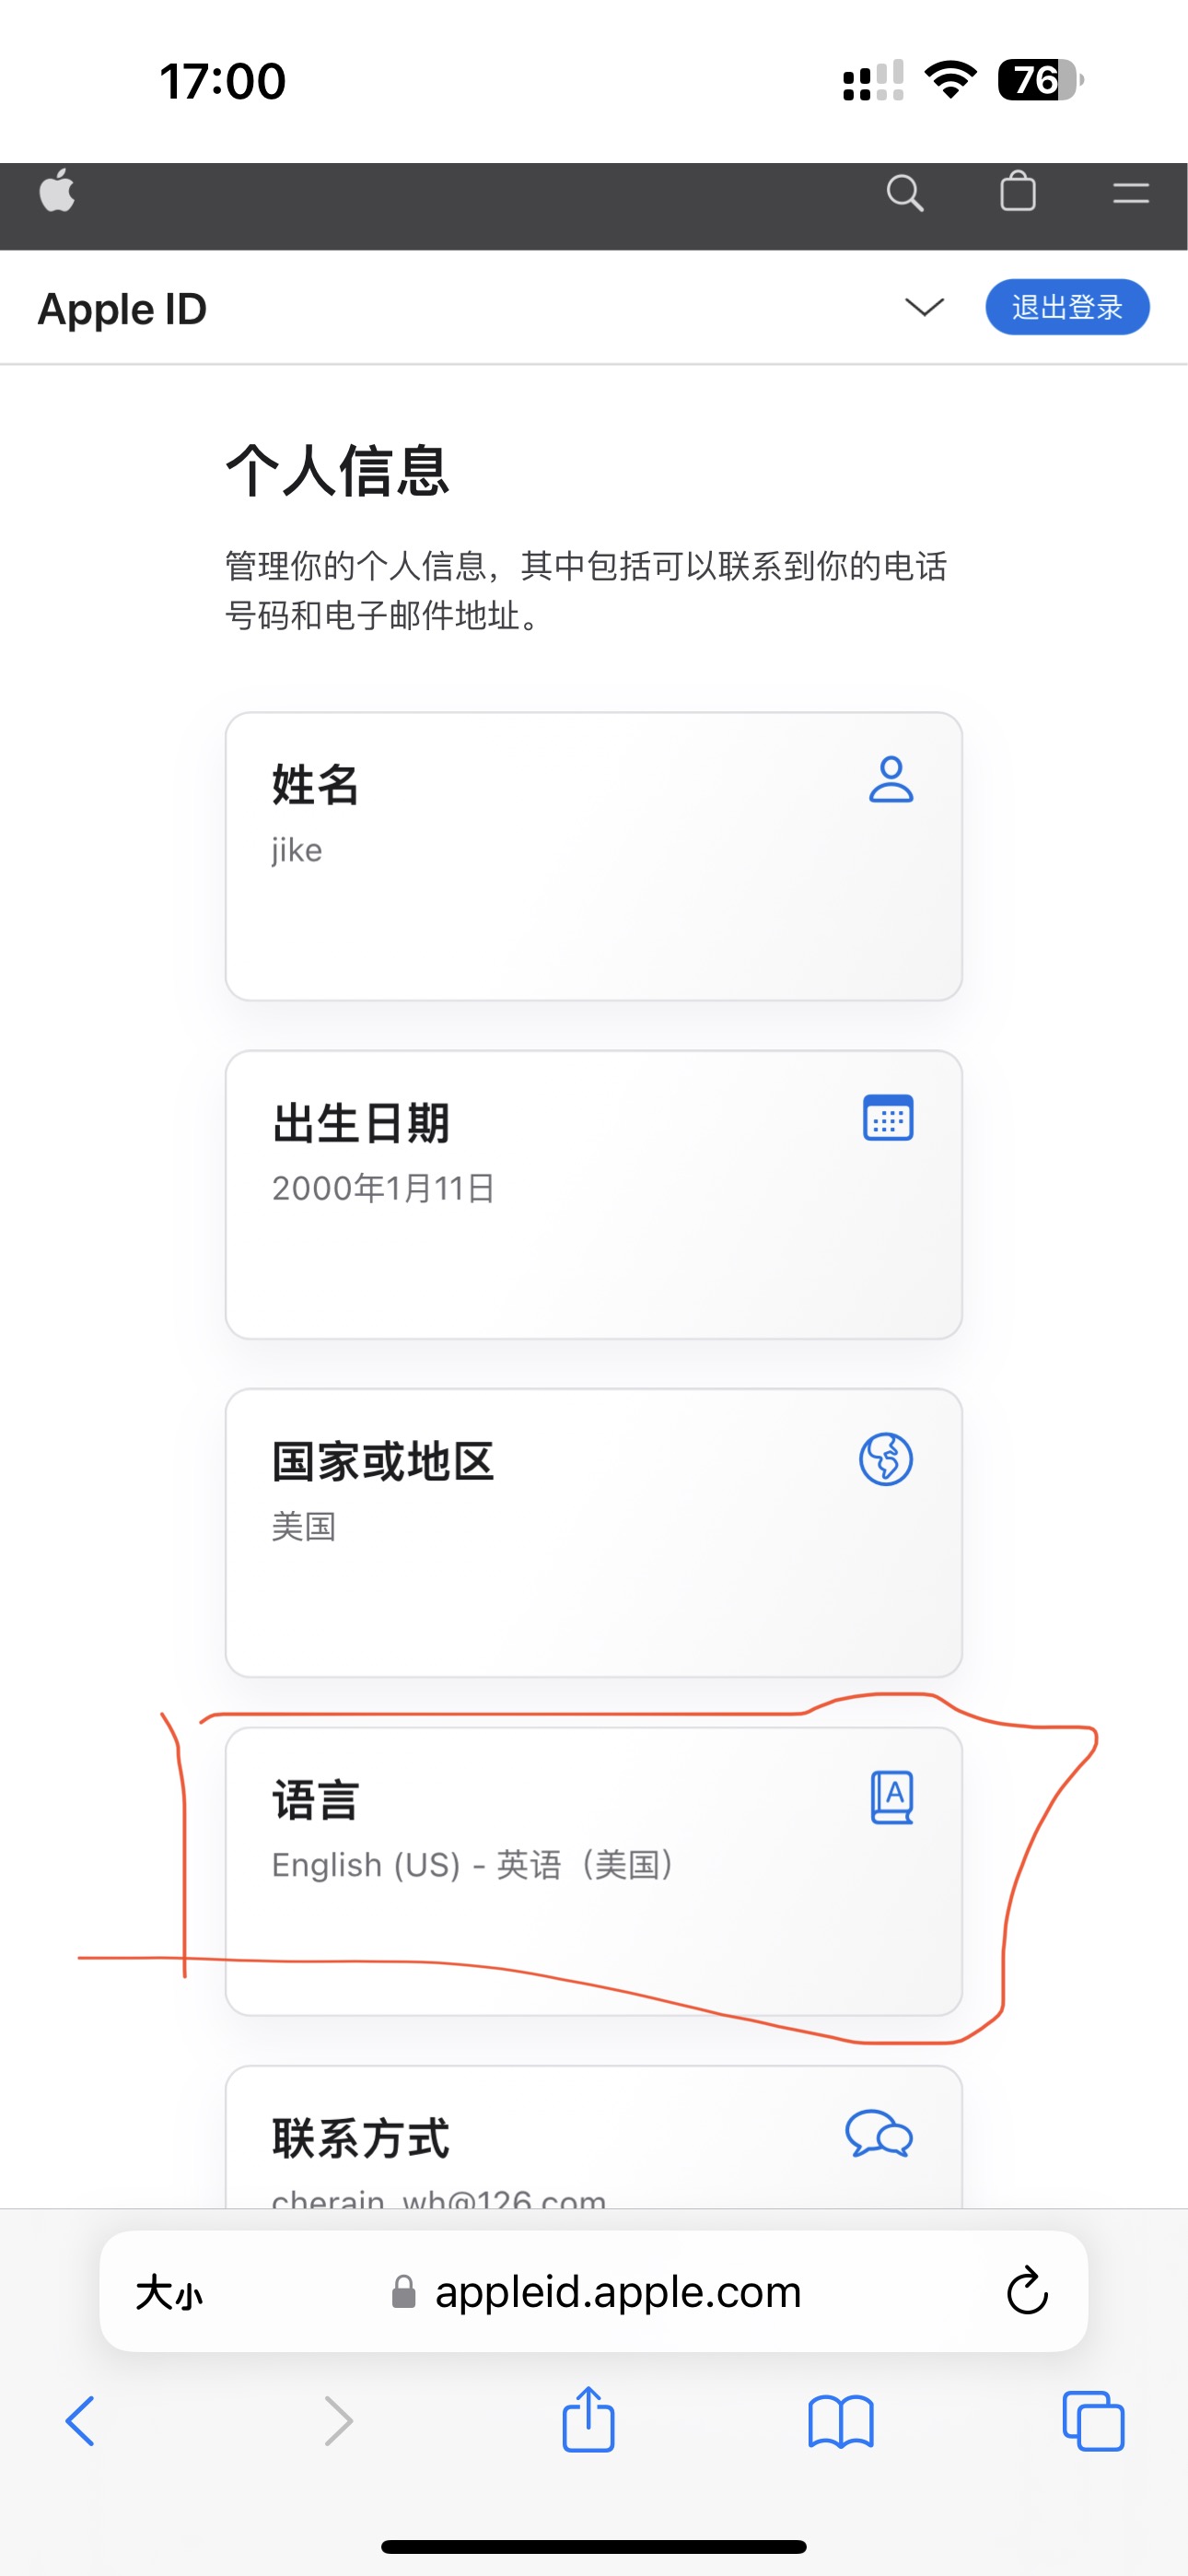 17:00
76
Apple ID
退出登录
个人信息
管理你的个人信息，其中包括可以联系到你的电话
号码和电子邮件地址。
姓名
jike
出生日期
2000年1月11日
国家或地区
美国
语言
English (US) - 英语（美国）
联系方式
cherain_wh@126.com
大小
appleid.apple.com